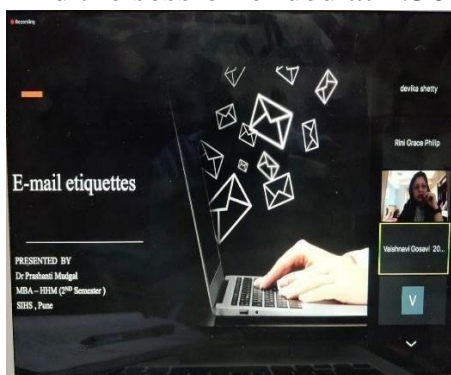 Recording
E-mail etiquettes
PRESENTED BY
Dr Prashanti Mudgal
MBA – HHM (2ND Semester )
SIHS , Pune
devika shetty
Rini Grace Philip
Vaishnavi Gosavi 20...
V